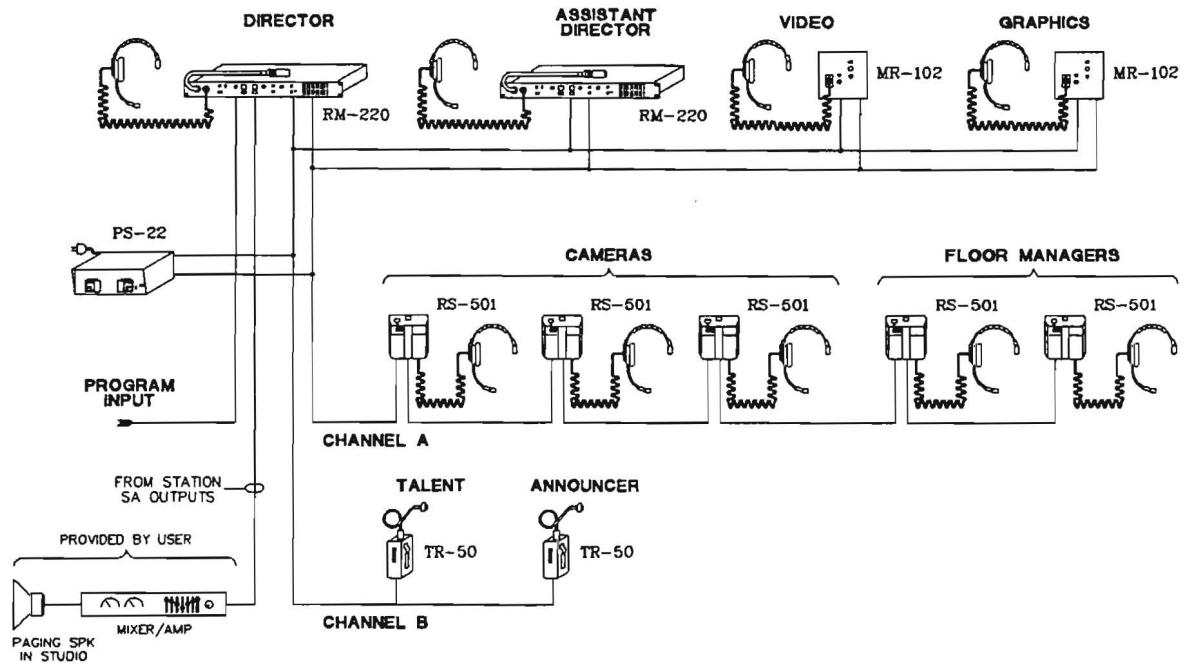 DIRECTOR
ASSISTANT
DIRECTOR
VIDEO
GRAPHICS
RM-220
RM-220
MR-102
MR-102
PS-22
CAMERAS
FLOOR MANAGERS
RS-501
RS-501
RS-501
RS-501
RS-501
PROGRAM
INPUT
CHANNEL A
FROM STATION
SA OUTPUTS
TALENT
ANNOUNCER
TR-50
TR-50
PROVIDED BY USER
MIXER/AMP
CHANNEL B
PAGING SPK
IN STUDIO